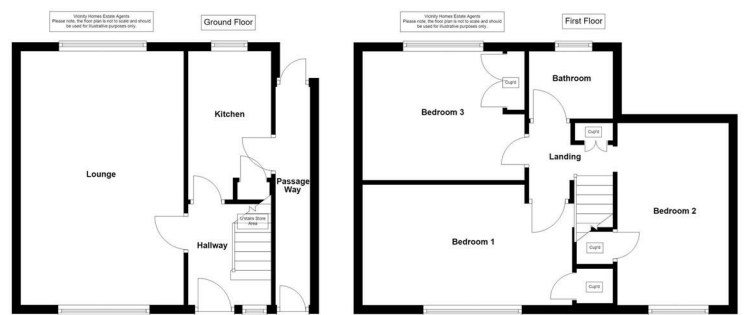 Vicinity Homes Estate Agents
Please note, the floor plan is not to scale and should
be used for illustrative purposes only.
Ground Floor
Kitchen
Lounge
Passage
Way
U'stairs Store
Area
Hallway
Vicinity Homes Estate Agents
Please note, the floor plan is not to scale and should
be used for illustrative purposes only.
First Floor
Cup'd
Bathroom
Bedroom 3
Cup'd
Landing
Bedroom 1
Bedroom 2
Cup'd
Cup'd